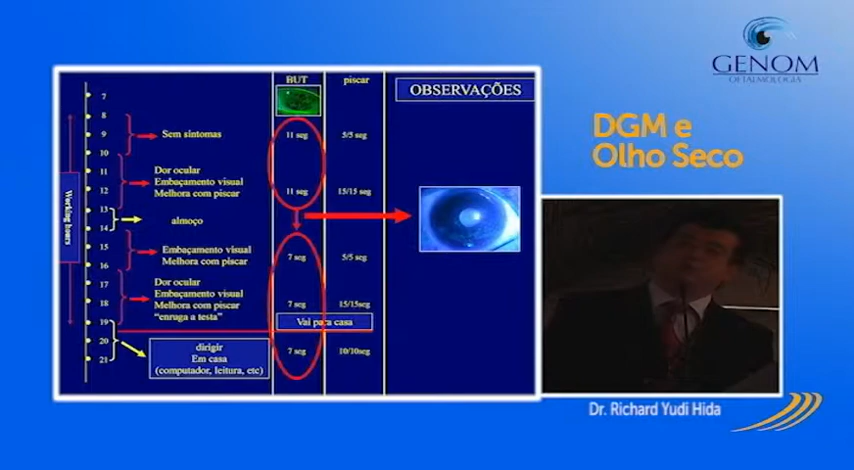 GENOM
OFTALMOLOGIA
DGM e
Olho Seco
BUT
piscar
OBSERVAÇÕES
7
8
9
Sem sintomas
11 seg
5/5 seg
10
11
12
Dor ocular
Embaçamento visual
Melhora com piscar
11 seg
15/15 seg
Working hours
13
14
almoço
15
16
Embaçamento visual
Melhora com piscar
7 seg
5/5 seg
17
18
Dor ocular
Embaçamento visual
Melhora com piscar
“enruga a testa”
7 seg
15/15seg
19
Vai para casa
20
21
dirigir
Em casa
(computador, leitura, etc)
7 seg
10/10seg
Dr. Richard Yudi Hida